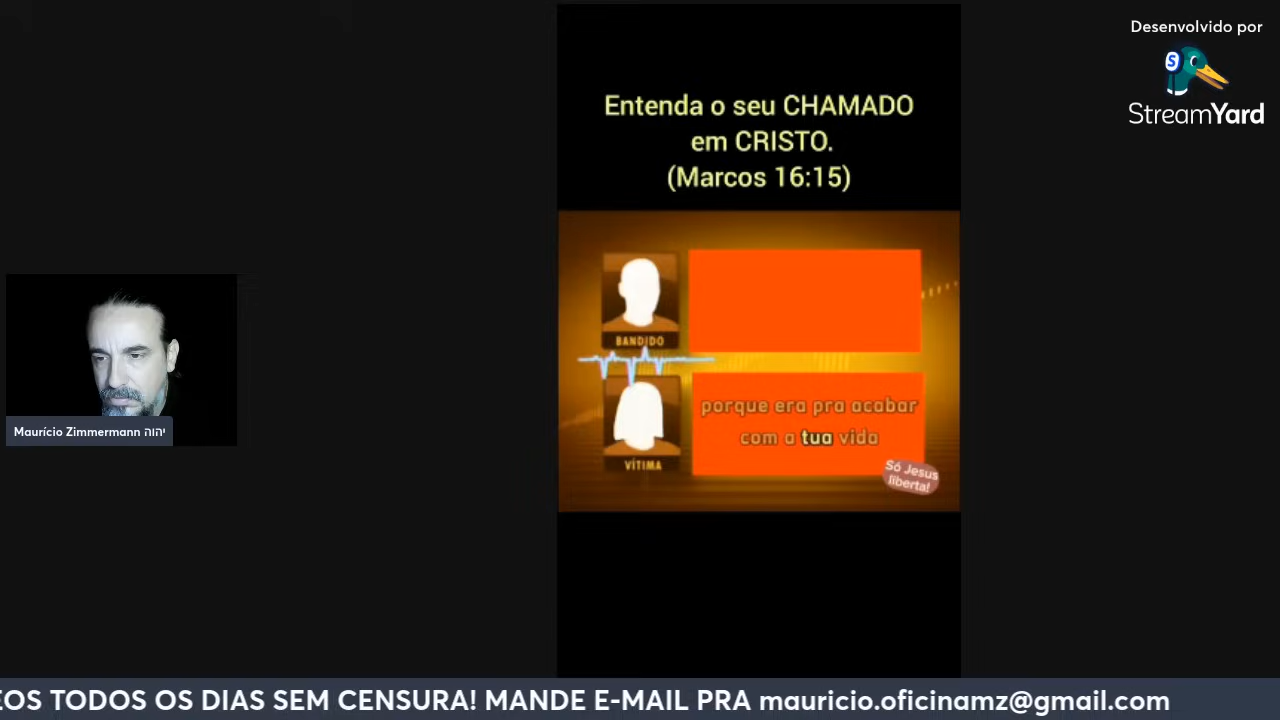 Desenvolvido por
StreamYard
Entenda o seu CHAMADO
em CRISTO.
(Marcos 16:15)
BANDIDO
porque era pra acabar
com a tua vida
VÍTIMA
Só Jesus
liberta!
Maurício Zimmermann יהוה
EOS TODOS OS DIAS SEM CENSURA! MANDE E-MAIL PRA mauricio.oficinamz@gmail.com